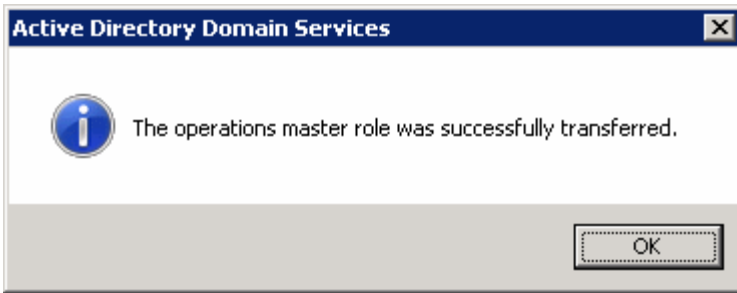 Active Directory Domain Services
The operations master role was successfully transferred.
OK